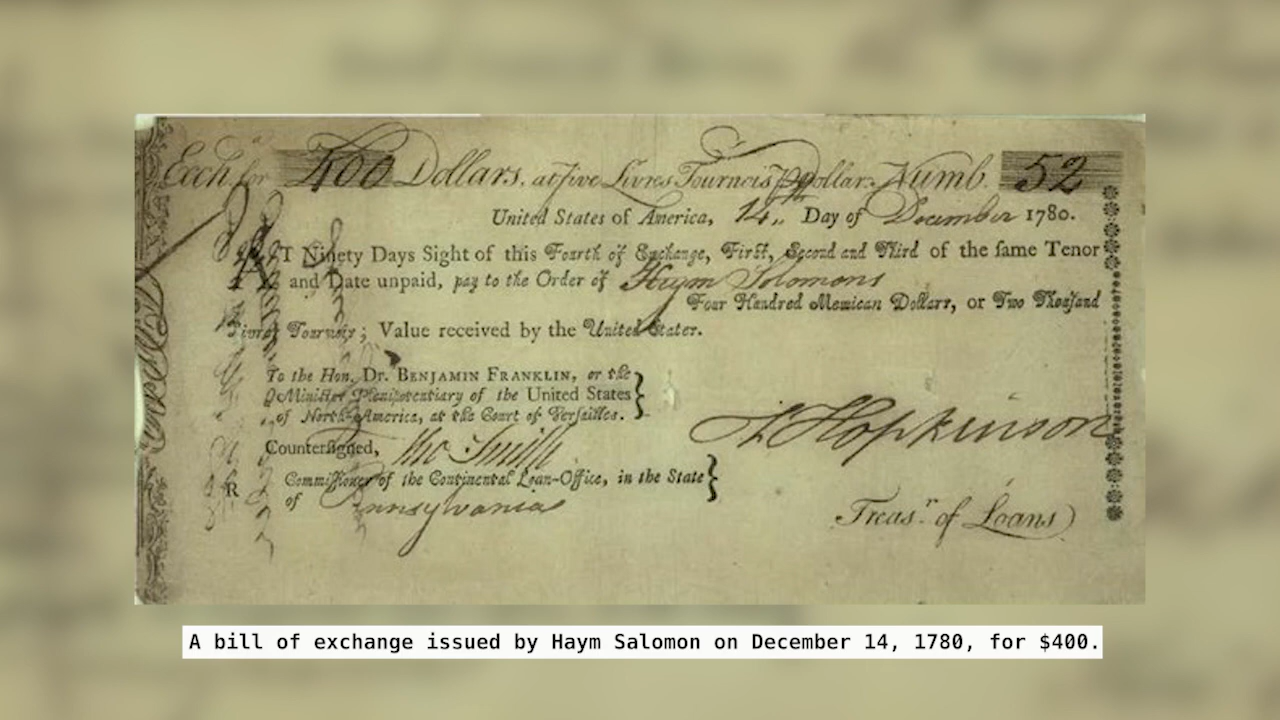 Exch.ᵉ for 400 Dollars, at five Livres Tournois ⅌ Dollar. Numb. 52
United States of America, 14th Day of December 1780.
AT Ninety Days Sight of this Fourth of Exchange, First, Second and Third of the ſame Tenor
and Date unpaid, pay to the Order of Haym Solomons
Four Hundred Mexican Dollars, or Two Thouſand
Livres Tournois; Value received by the United States.
To the Hon. Dr. BENJAMIN FRANKLIN, or the
Miniſter Plenipotentiary of the United States
of North-America, at the Court of Verſailles.
Counterſigned, Tho Smith
Commiſſioner of the Continental Loan-Office, in the State
of Pennsylvania
R
F Hopkinson
Treasʳ. of Loans
A bill of exchange issued by Haym Salomon on December 14, 1780, for $400.